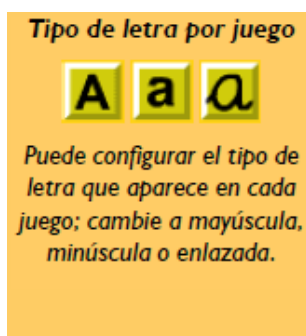 Tipo de letra por juego
A a a
Puede configurar el tipo de
letra que aparece en cada
juego; cambie a mayúscula,
minúscula o enlazada.